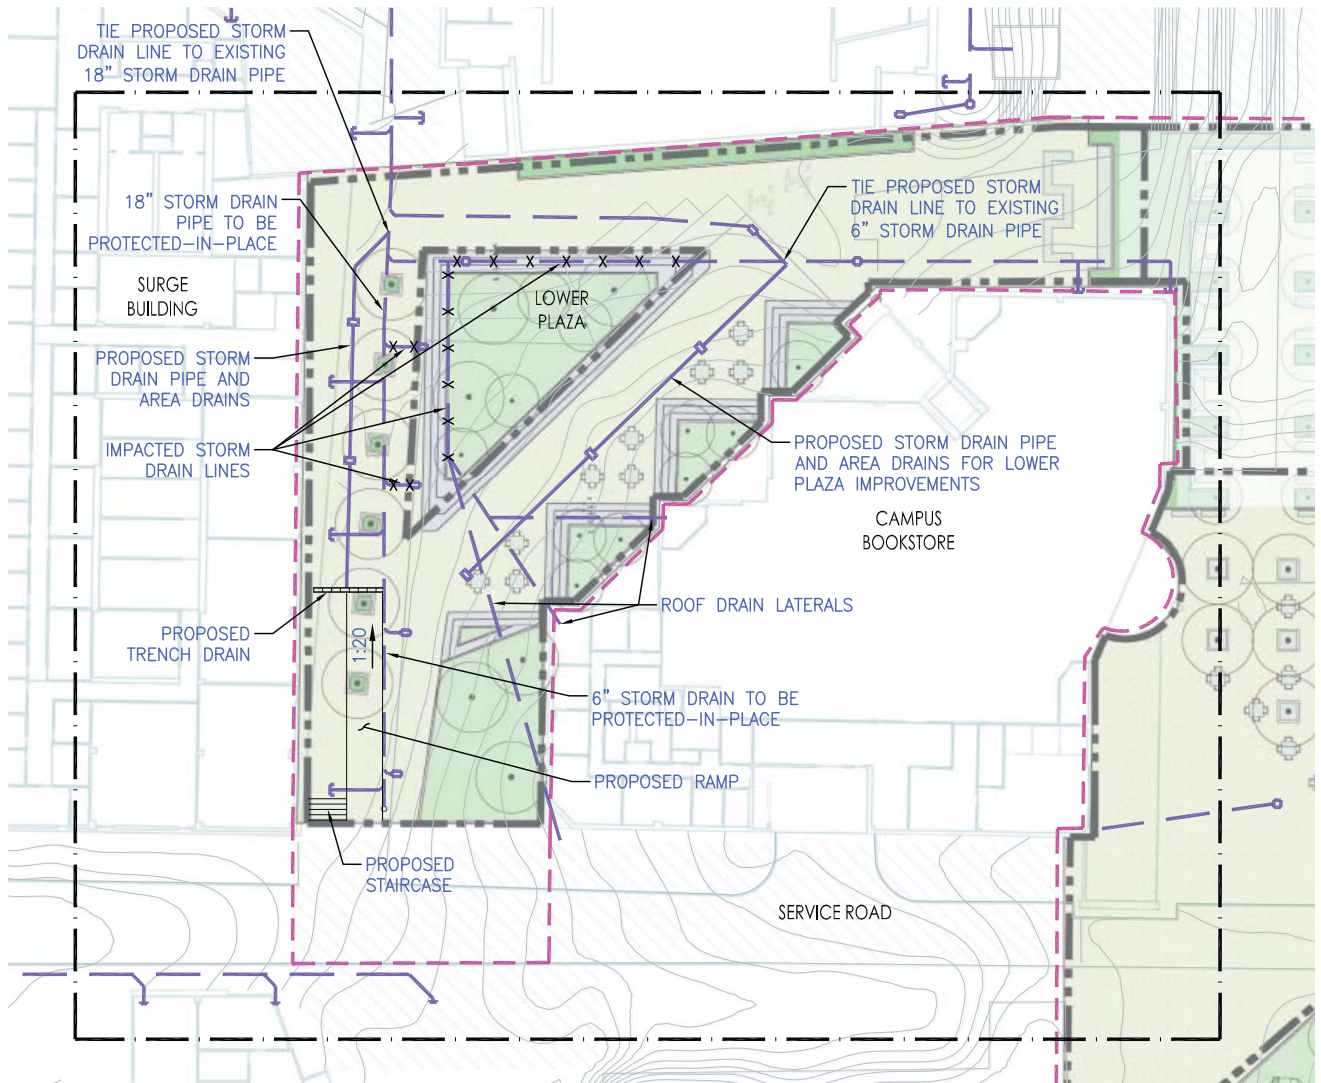 TIE PROPOSED STORM
DRAIN LINE TO EXISTING
18" STORM DRAIN PIPE
18" STORM DRAIN
PIPE TO BE
PROTECTED-IN-PLACE
TIE PROPOSED STORM
DRAIN LINE TO EXISTING
6" STORM DRAIN PIPE
SURGE
BUILDING
LOWER
PLAZA
PROPOSED STORM
DRAIN PIPE AND
AREA DRAINS
IMPACTED STORM
DRAIN LINES
PROPOSED STORM DRAIN PIPE
AND AREA DRAINS FOR LOWER
PLAZA IMPROVEMENTS
CAMPUS
BOOKSTORE
ROOF DRAIN LATERALS
PROPOSED
TRENCH DRAIN
1:20
6" STORM DRAIN TO BE
PROTECTED-IN-PLACE
PROPOSED RAMP
PROPOSED
STAIRCASE
SERVICE ROAD